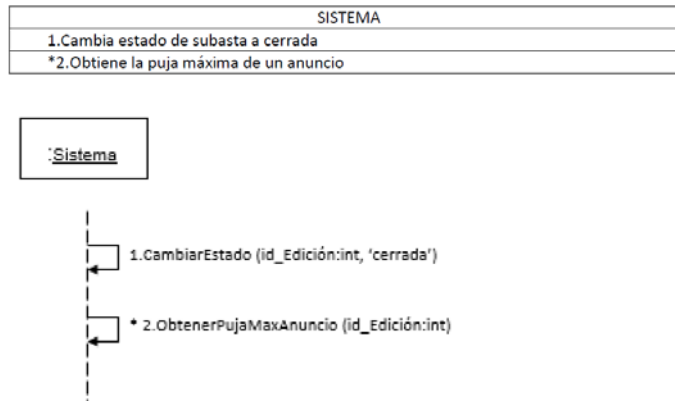 SISTEMA
1.Cambia estado de subasta a cerrada
*2.Obtiene la puja máxima de un anuncio
:Sistema
1.CambiarEstado (id_Edición:int, ‘cerrada’)
* 2.ObtenerPujaMaxAnuncio (id_Edición:int)